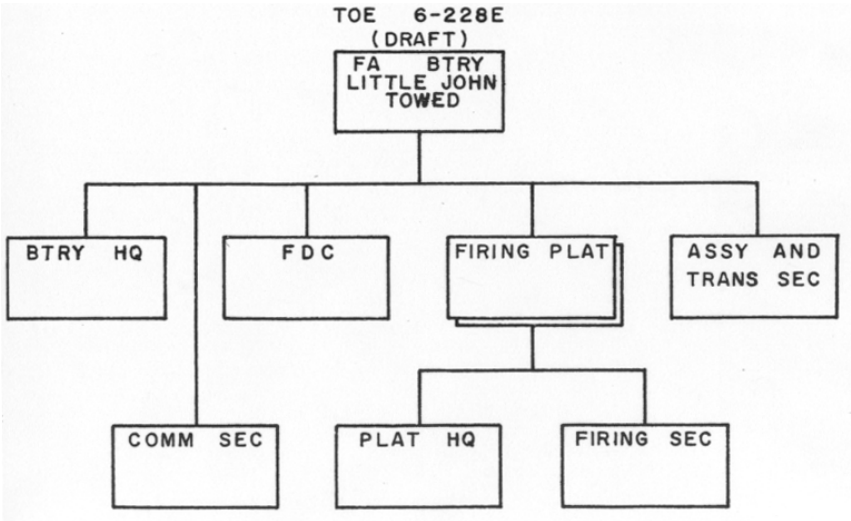 TOE 6-228E
(DRAFT)
FA BTRY
LITTLE JOHN
TOWED
BTRY HQ
FDC
FIRING PLAT
ASSY AND
TRANS SEC
COMM SEC
PLAT HQ
FIRING SEC